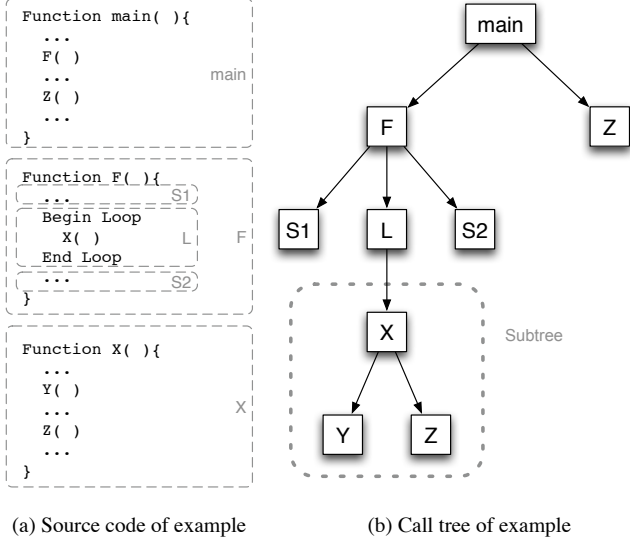 Function main( ){
...
F( )
...
Z( )
...
}
main
Function F( ){
...
S1
Begin Loop
X( )
End Loop
L
F
...
S2
}
Function X( ){
...
Y( )
...
Z( )
...
}
X
(a) Source code of example
main
F
Z
S1
L
S2
X
Subtree
Y
Z
(b) Call tree of example